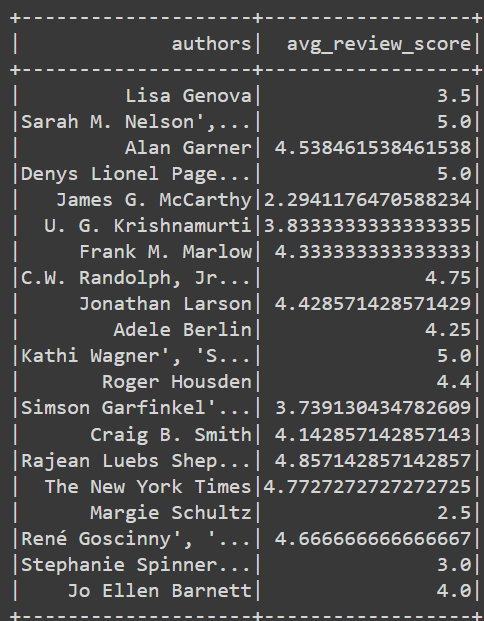 +--------------------+------------------+
|             authors|  avg_review_score|
+--------------------+------------------+
|         Lisa Genova|               3.5|
|Sarah M. Nelson',...|               5.0|
|         Alan Garner| 4.538461538461538|
|Denys Lionel Page...|               5.0|
|   James G. McCarthy|2.2941176470588234|
|  U. G. Krishnamurti|3.8333333333333335|
|     Frank M. Marlow| 4.333333333333333|
|C.W. Randolph, Jr...|              4.75|
|     Jonathan Larson| 4.428571428571429|
|        Adele Berlin|              4.25|
|Kathi Wagner', 'S...|               5.0|
|       Roger Housden|               4.4|
|Simson Garfinkel'...| 3.739130434782609|
|      Craig B. Smith| 4.142857142857143|
|Rajean Luebs Shep...| 4.857142857142857|
|  The New York Times|4.7727272727272725|
|      Margie Schultz|               2.5|
|René Goscinny', '...| 4.666666666666667|
|Stephanie Spinner...|               3.0|
|    Jo Ellen Barnett|               4.0|
+--------------------+------------------+